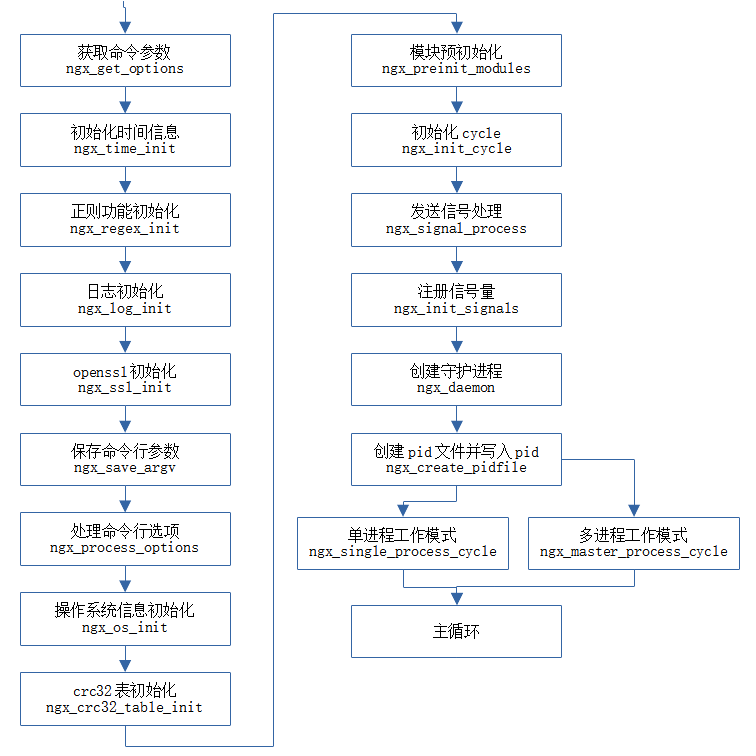 获取命令参数
ngx_get_options
初始化时间信息
ngx_time_init
正则功能初始化
ngx_regex_init
日志初始化
ngx_log_init
openssl初始化
ngx_ssl_init
保存命令行参数
ngx_save_argv
处理命令行选项
ngx_process_options
操作系统信息初始化
ngx_os_init
crc32表初始化
ngx_crc32_table_init
模块预初始化
ngx_preinit_modules
初始化cycle
ngx_init_cycle
发送信号处理
ngx_signal_process
注册信号量
ngx_init_signals
创建守护进程
ngx_daemon
创建pid文件并写入pid
ngx_create_pidfile
单进程工作模式
ngx_single_process_cycle
多进程工作模式
ngx_master_process_cycle
主循环